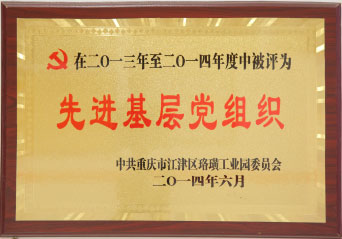 在二〇一三年至二〇一四年度中被评为
先进基层党组织
中共重庆市江津区珞璜工业园委员会
二〇一四年六月